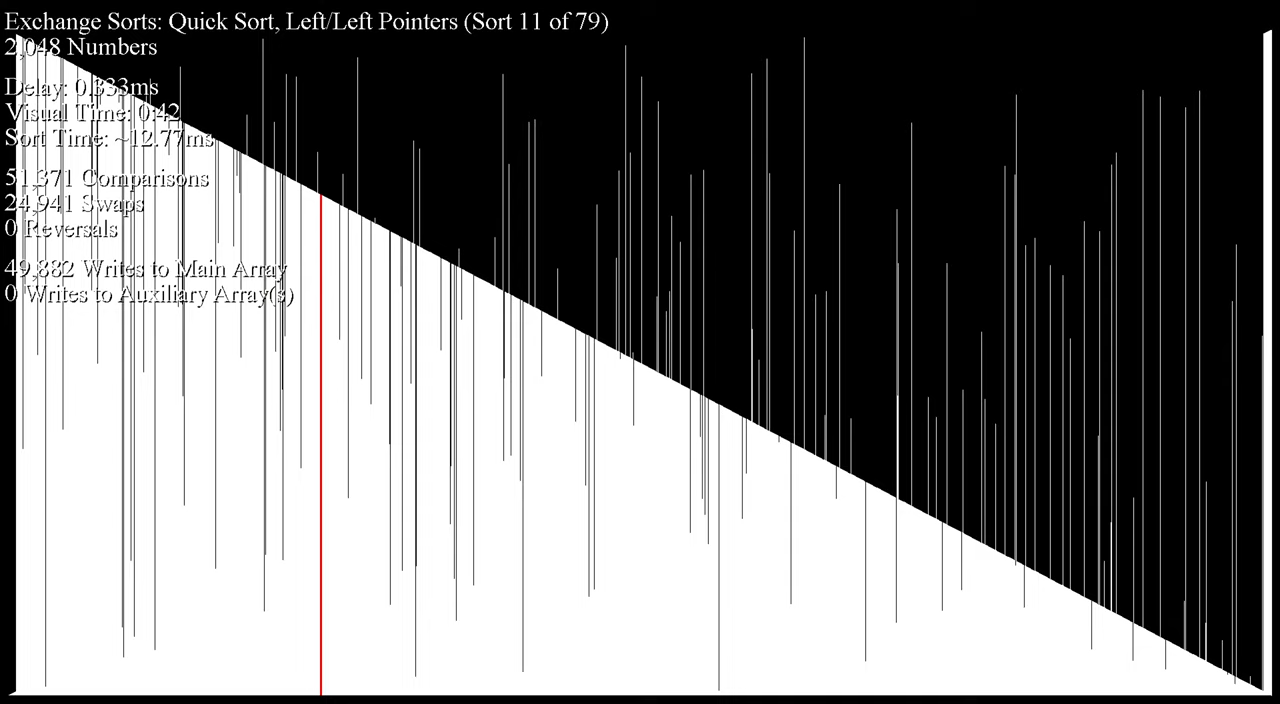 Exchange Sorts: Quick Sort, Left/Left Pointers (Sort 11 of 79)
2,048 Numbers
Delay: 0.333ms
Visual Time: 0:42
Sort Time: ~12.77ms
51,371 Comparisons
24,941 Swaps
0 Reversals
49,882 Writes to Main Array
0 Writes to Auxiliary Array(s)